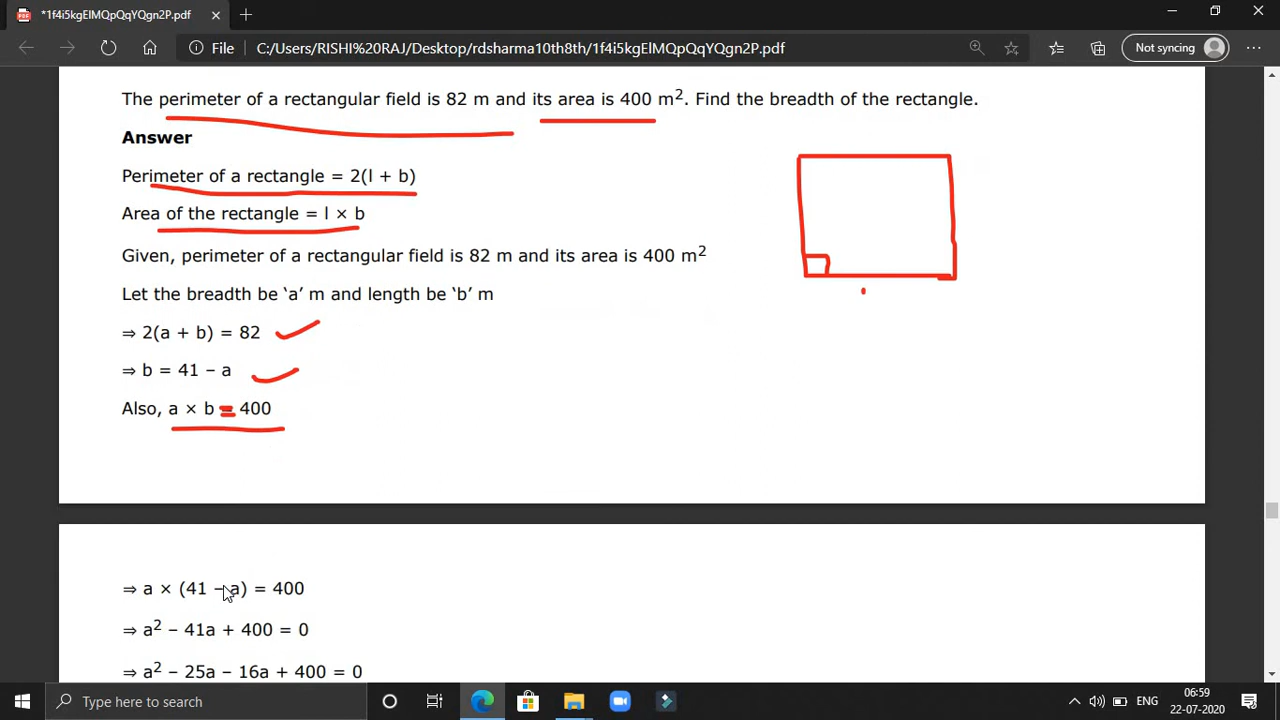 *1f4i5kgElMQpQqYQgn2P.pdf
File C:/Users/RISHI%20RAJ/Desktop/rdsharma10th8th/1f4i5kgElMQpQqYQgn2P.pdf Not syncing
The perimeter of a rectangular field is 82 m and its area is 400 m². Find the breadth of the rectangle.
Answer
Perimeter of a rectangle = 2(l + b)
Area of the rectangle = l × b
Given, perimeter of a rectangular field is 82 m and its area is 400 m²
Let the breadth be ‘a’ m and length be ‘b’ m
⇒ 2(a + b) = 82
⇒ b = 41 – a
Also, a × b = 400
⇒ a × (41 – a) = 400
⇒ a² – 41a + 400 = 0
⇒ a² – 25a – 16a + 400 = 0
Type here to search
ENG
06:59
22-07-2020